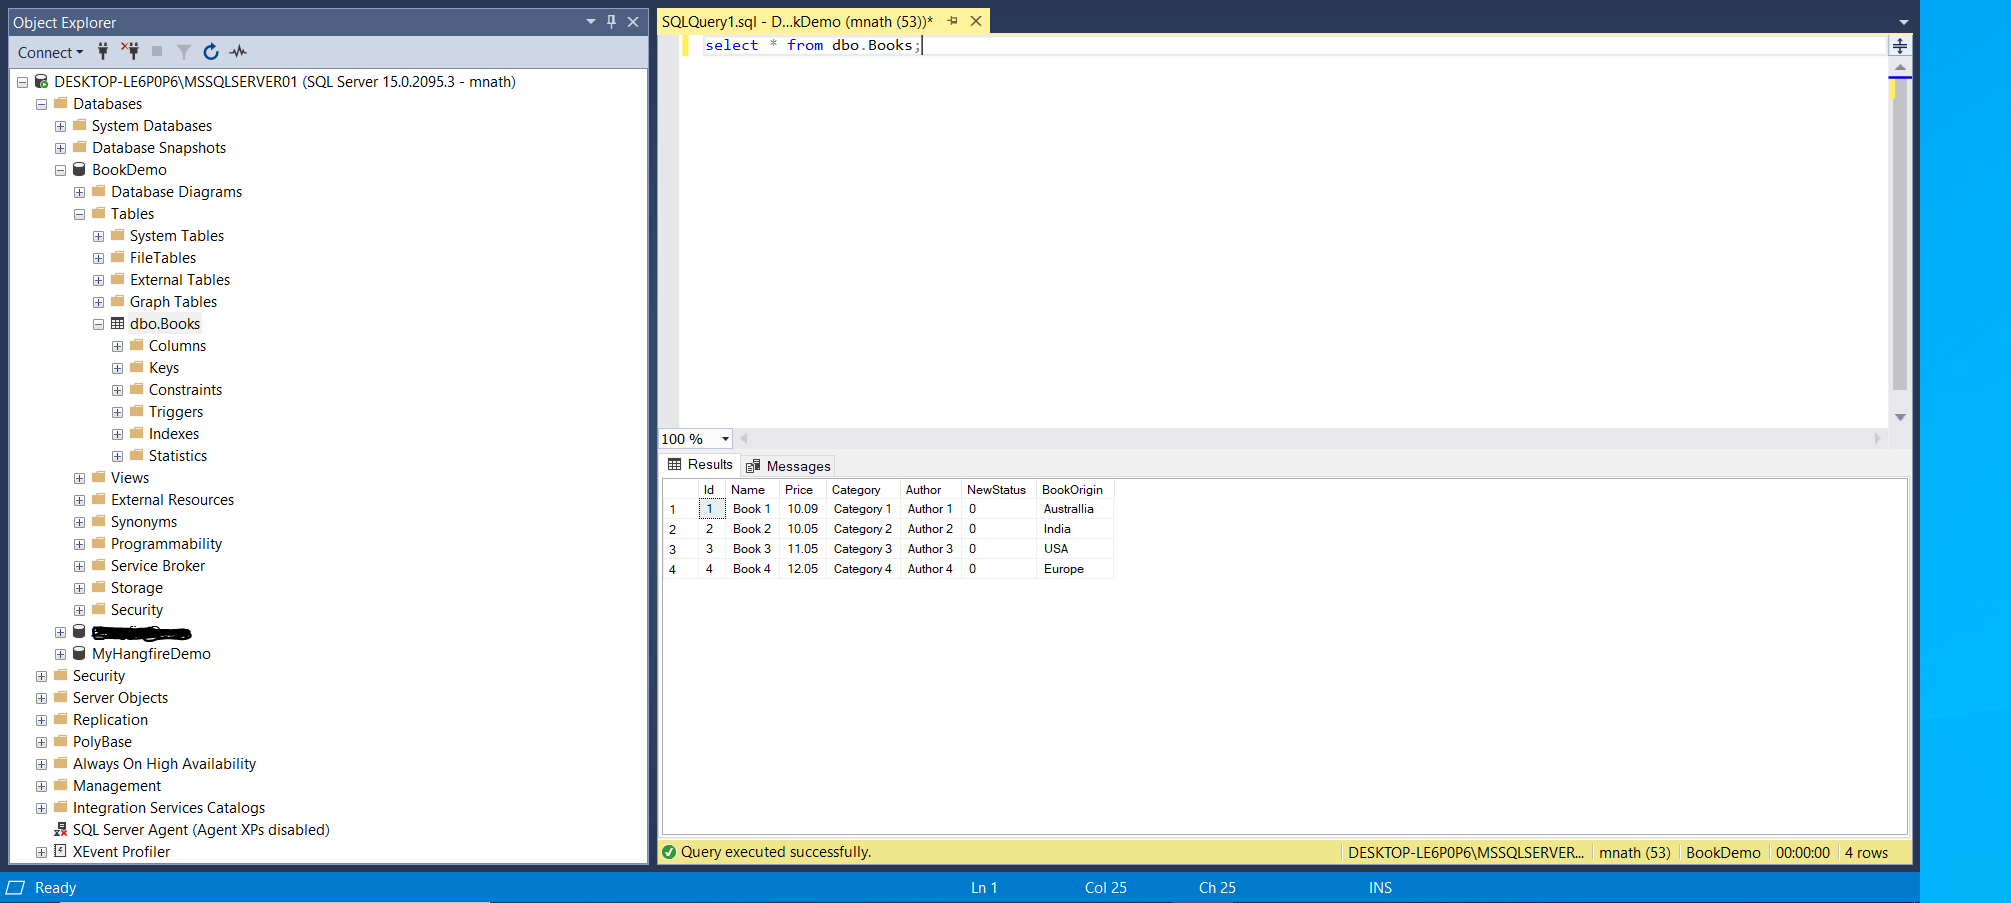 Object Explorer
Connect
DESKTOP-LE6P0P6\MSSQLSERVER01 (SQL Server 15.0.2095.3 - mnath)
Databases
System Databases
Database Snapshots
BookDemo
Database Diagrams
Tables
System Tables
FileTables
External Tables
Graph Tables
dbo.Books
Columns
Keys
Constraints
Triggers
Indexes
Statistics
Views
External Resources
Synonyms
Programmability
Service Broker
Storage
Security
MyHangfireDemo
Security
Server Objects
Replication
PolyBase
Always On High Availability
Management
Integration Services Catalogs
SQL Server Agent (Agent XPs disabled)
XEvent Profiler
SQLQuery1.sql - D...kDemo (mnath (53))*
select * from dbo.Books;
100 %
Results Messages
Id Name Price Category Author NewStatus BookOrigin
1 1 Book 1 10.09 Category 1 Author 1 0 Australlia
2 2 Book 2 10.05 Category 2 Author 2 0 India
3 3 Book 3 11.05 Category 3 Author 3 0 USA
4 4 Book 4 12.05 Category 4 Author 4 0 Europe
Query executed successfully. DESKTOP-LE6P0P6\MSSQLSERVER... mnath (53) BookDemo 00:00:00 4 rows
Ready Ln 1 Col 25 Ch 25 INS